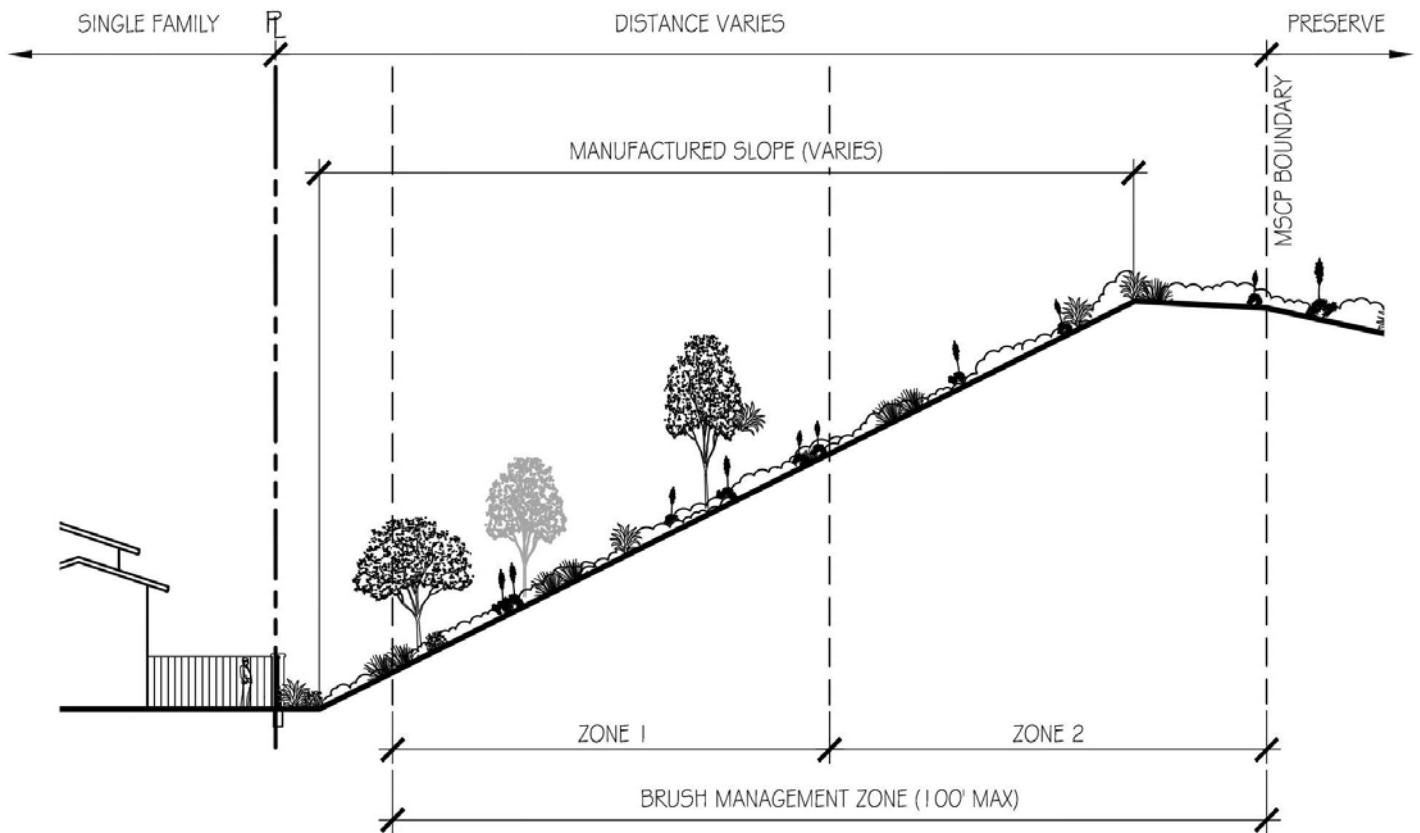 SINGLE FAMILY
PL
DISTANCE VARIES
PRESERVE
MSCP BOUNDARY
MANUFACTURED SLOPE (VARIES)
ZONE 1
ZONE 2
BRUSH MANAGEMENT ZONE (100' MAX)